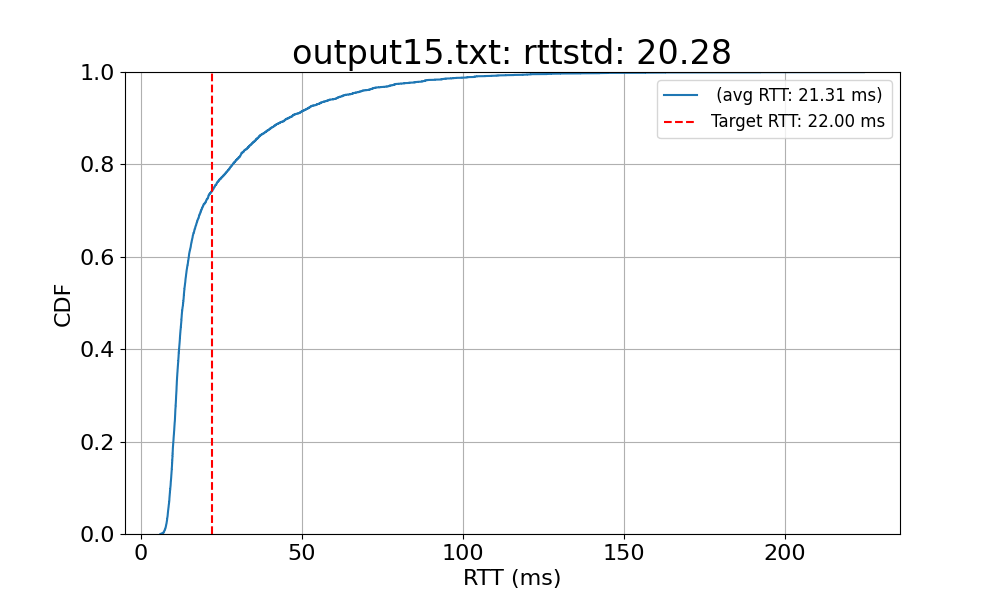 output15.txt: rttstd: 20.28
(avg RTT: 21.31 ms)
Target RTT: 22.00 ms
CDF
1.0
0.8
0.6
0.4
0.2
0.0
0 50 100 150 200
RTT (ms)